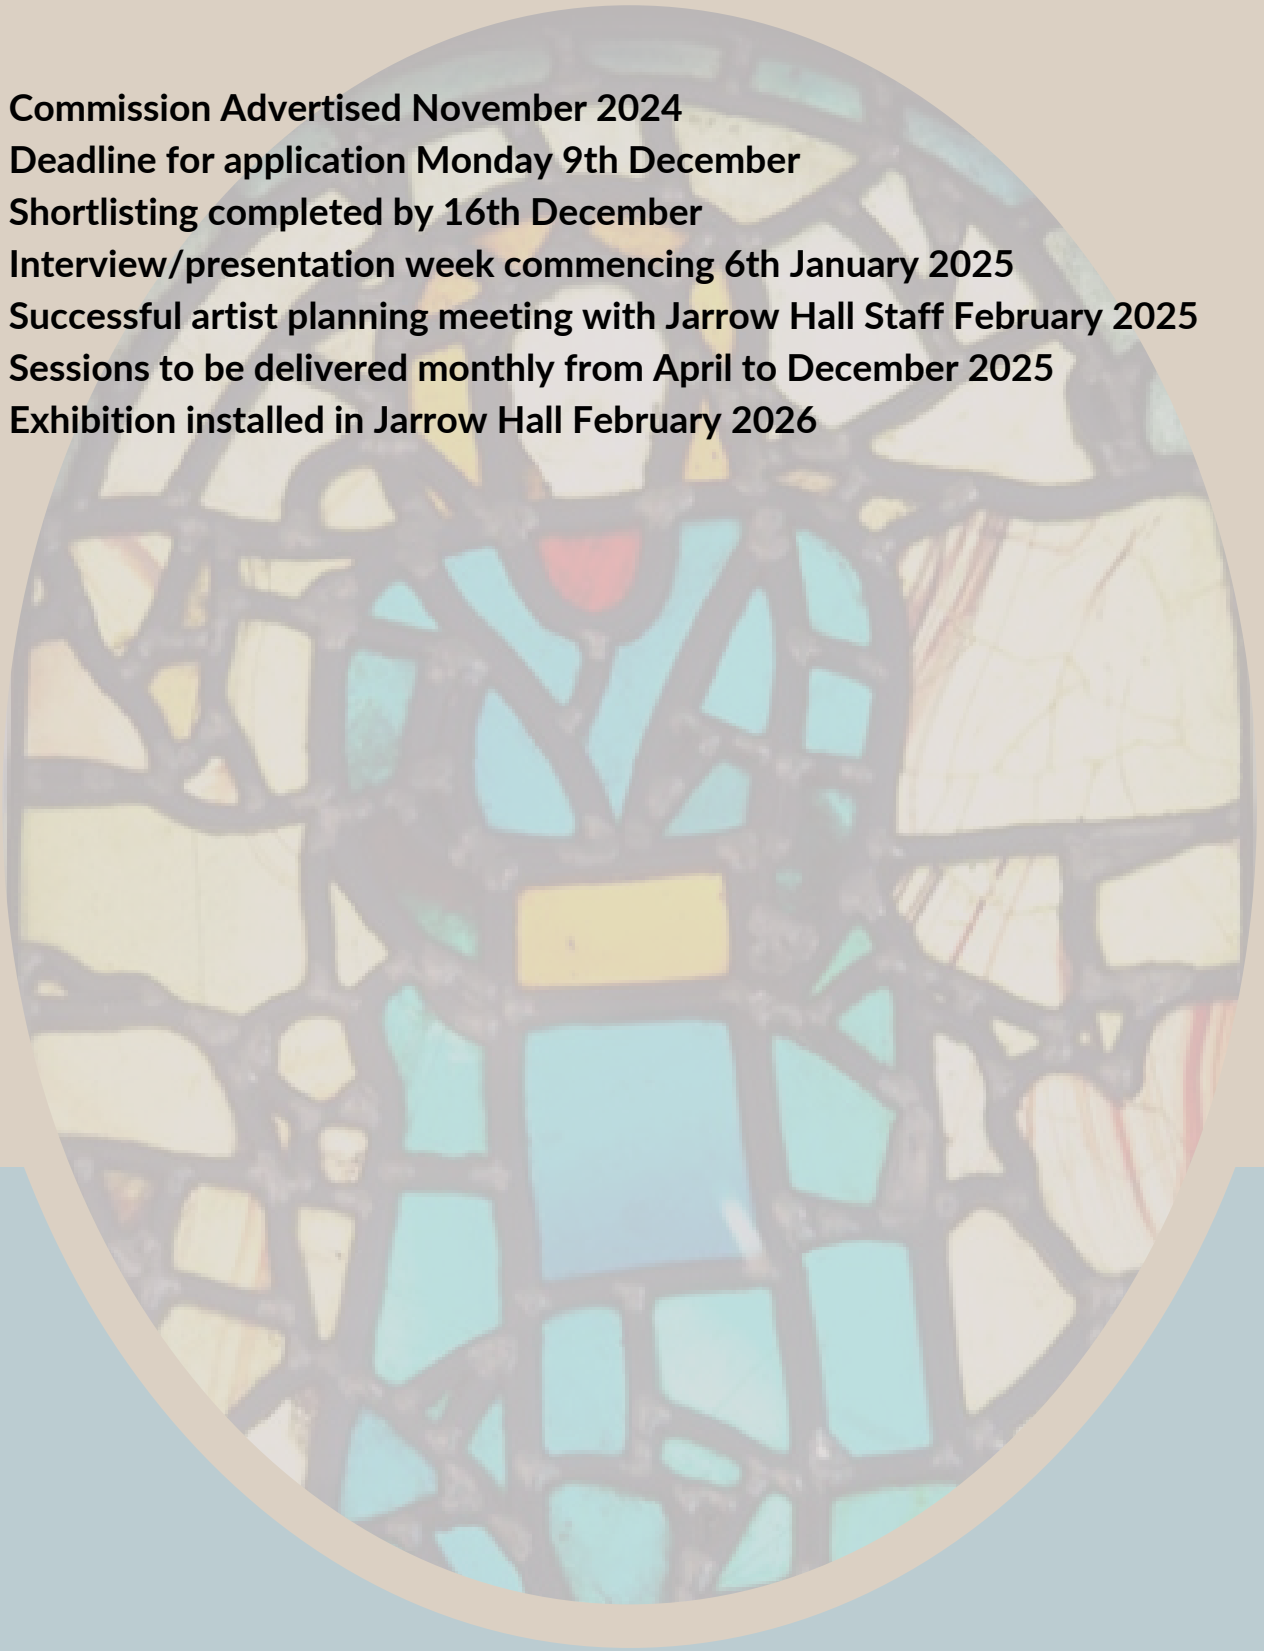 Commission Advertised November 2024
Deadline for application Monday 9th December
Shortlisting completed by 16th December
Interview/presentation week commencing 6th January 2025
Successful artist planning meeting with Jarrow Hall Staff February 2025
Sessions to be delivered monthly from April to December 2025
Exhibition installed in Jarrow Hall February 2026